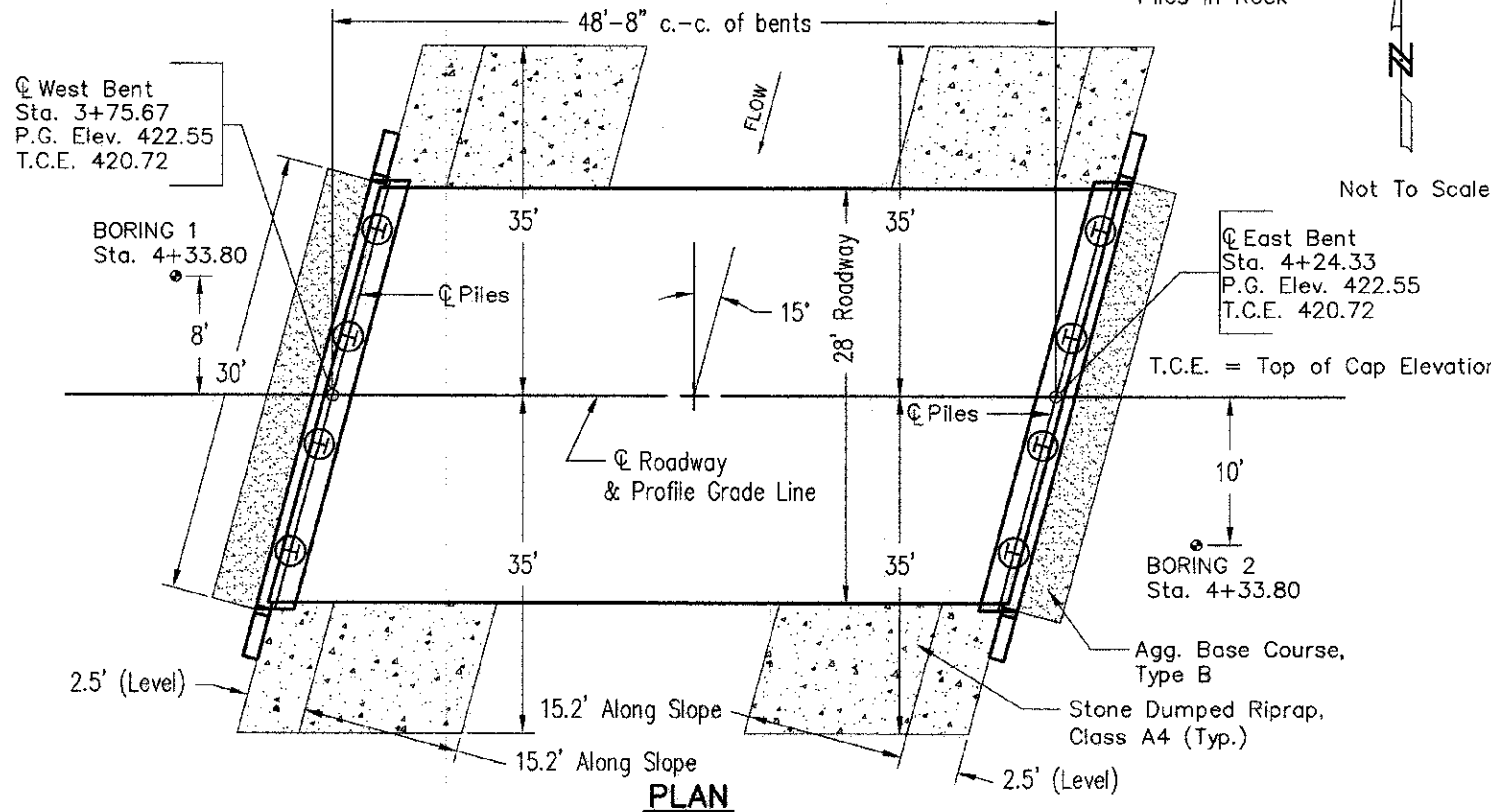 48'-8" c.-c. of bents
N
Not To Scale
℄ West Bent
Sta. 3+75.67
P.G. Elev. 422.55
T.C.E. 420.72
FLOW
BORING 1
Sta. 4+33.80
8'
30'
℄ Piles
35'
35'
15°
28' Roadway
℄ East Bent
Sta. 4+24.33
P.G. Elev. 422.55
T.C.E. 420.72
T.C.E. = Top of Cap Elevation
℄ Piles
℄ Roadway
& Profile Grade Line
10'
35'
35'
BORING 2
Sta. 4+33.80
Agg. Base Course,
Type B
Stone Dumped Riprap,
Class A4 (Typ.)
2.5' (Level)
15.2' Along Slope
15.2' Along Slope
2.5' (Level)
PLAN